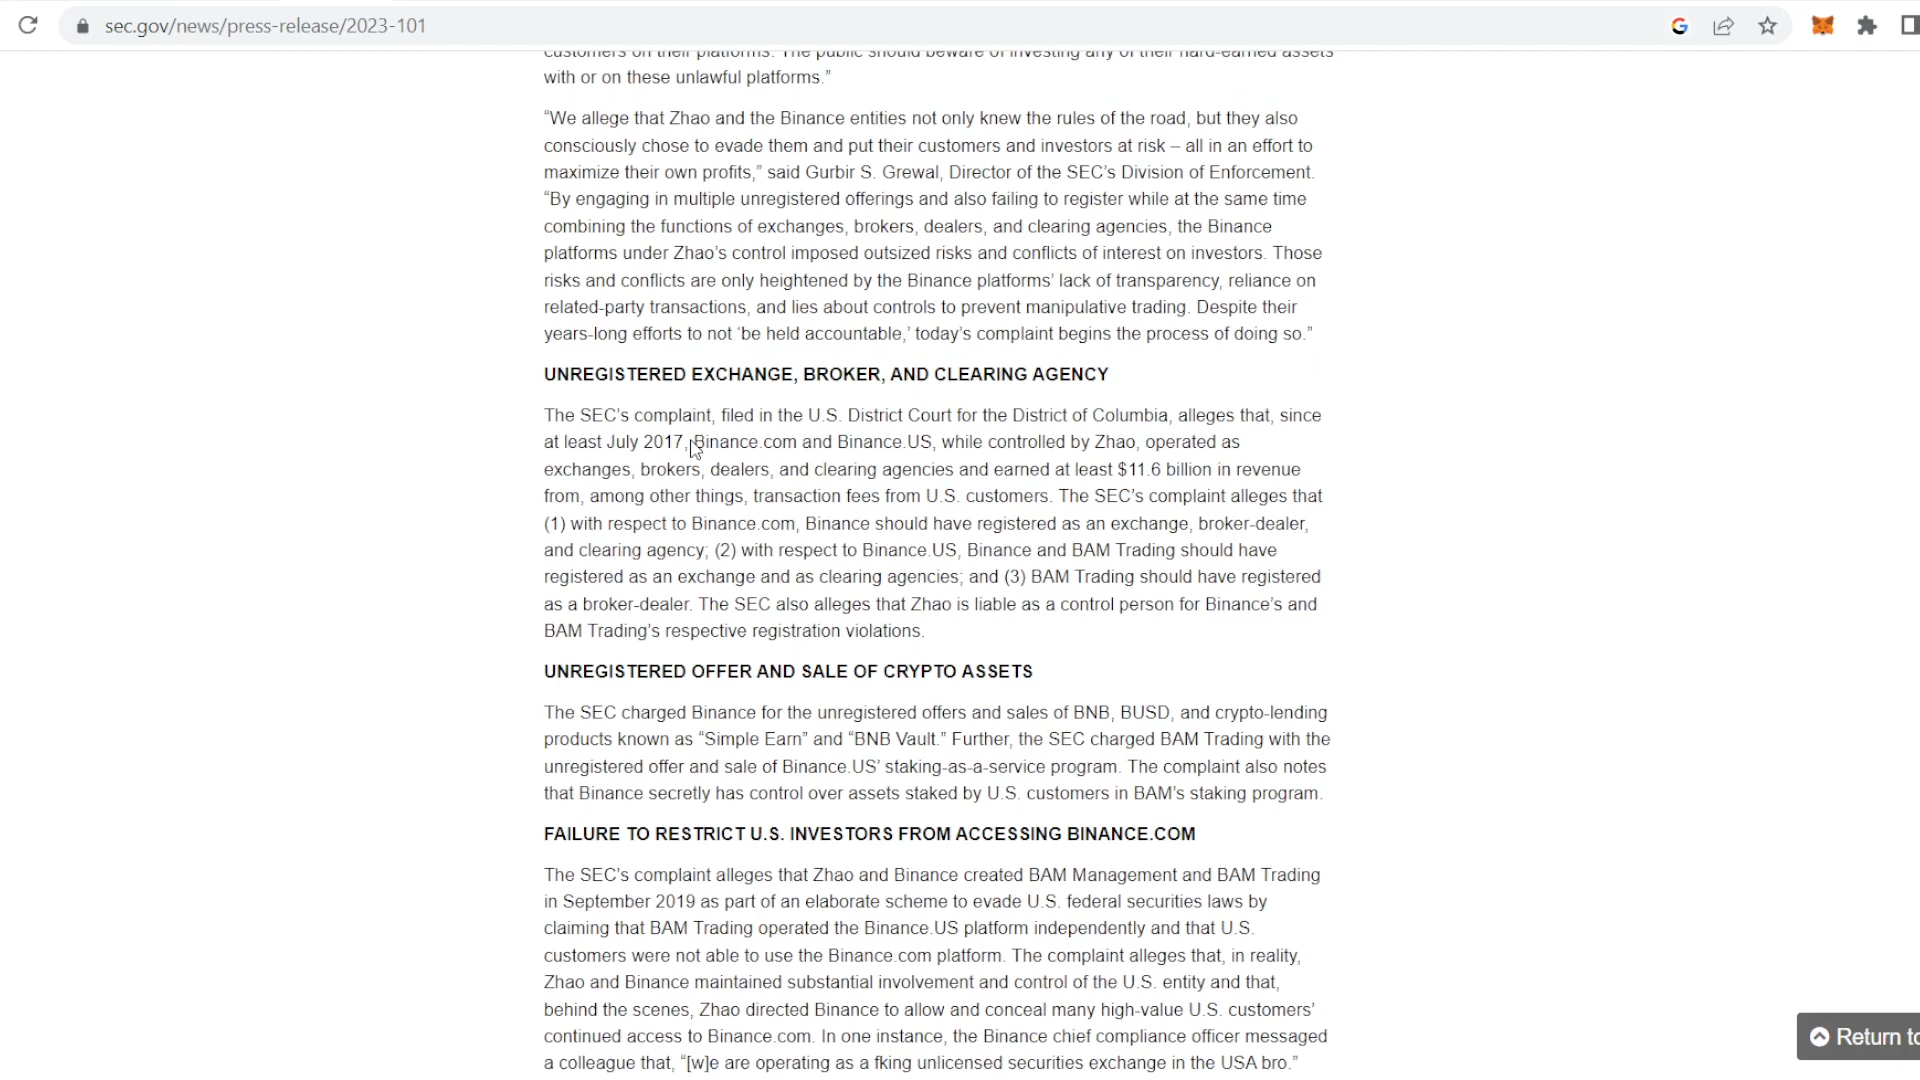 sec.gov/news/press-release/2023-101
customers on their platforms. The public should beware of investing any of their hard-earned assets
with or on these unlawful platforms.”
“We allege that Zhao and the Binance entities not only knew the rules of the road, but they also
consciously chose to evade them and put their customers and investors at risk – all in an effort to
maximize their own profits,” said Gurbir S. Grewal, Director of the SEC’s Division of Enforcement.
“By engaging in multiple unregistered offerings and also failing to register while at the same time
combining the functions of exchanges, brokers, dealers, and clearing agencies, the Binance
platforms under Zhao’s control imposed outsized risks and conflicts of interest on investors. Those
risks and conflicts are only heightened by the Binance platforms’ lack of transparency, reliance on
related-party transactions, and lies about controls to prevent manipulative trading. Despite their
years-long efforts to not ‘be held accountable,’ today’s complaint begins the process of doing so.”
UNREGISTERED EXCHANGE, BROKER, AND CLEARING AGENCY
The SEC’s complaint, filed in the U.S. District Court for the District of Columbia, alleges that, since
at least July 2017, Binance.com and Binance.US, while controlled by Zhao, operated as
exchanges, brokers, dealers, and clearing agencies and earned at least $11.6 billion in revenue
from, among other things, transaction fees from U.S. customers. The SEC’s complaint alleges that
(1) with respect to Binance.com, Binance should have registered as an exchange, broker-dealer,
and clearing agency; (2) with respect to Binance.US, Binance and BAM Trading should have
registered as an exchange and as clearing agencies; and (3) BAM Trading should have registered
as a broker-dealer. The SEC also alleges that Zhao is liable as a control person for Binance’s and
BAM Trading’s respective registration violations.
UNREGISTERED OFFER AND SALE OF CRYPTO ASSETS
The SEC charged Binance for the unregistered offers and sales of BNB, BUSD, and crypto-lending
products known as “Simple Earn” and “BNB Vault.” Further, the SEC charged BAM Trading with the
unregistered offer and sale of Binance.US’ staking-as-a-service program. The complaint also notes
that Binance secretly has control over assets staked by U.S. customers in BAM’s staking program.
FAILURE TO RESTRICT U.S. INVESTORS FROM ACCESSING BINANCE.COM
The SEC’s complaint alleges that Zhao and Binance created BAM Management and BAM Trading
in September 2019 as part of an elaborate scheme to evade U.S. federal securities laws by
claiming that BAM Trading operated the Binance.US platform independently and that U.S.
customers were not able to use the Binance.com platform. The complaint alleges that, in reality,
Zhao and Binance maintained substantial involvement and control of the U.S. entity and that,
behind the scenes, Zhao directed Binance to allow and conceal many high-value U.S. customers’
continued access to Binance.com. In one instance, the Binance chief compliance officer messaged
a colleague that, “[w]e are operating as a fking unlicensed securities exchange in the USA bro.”
Return to